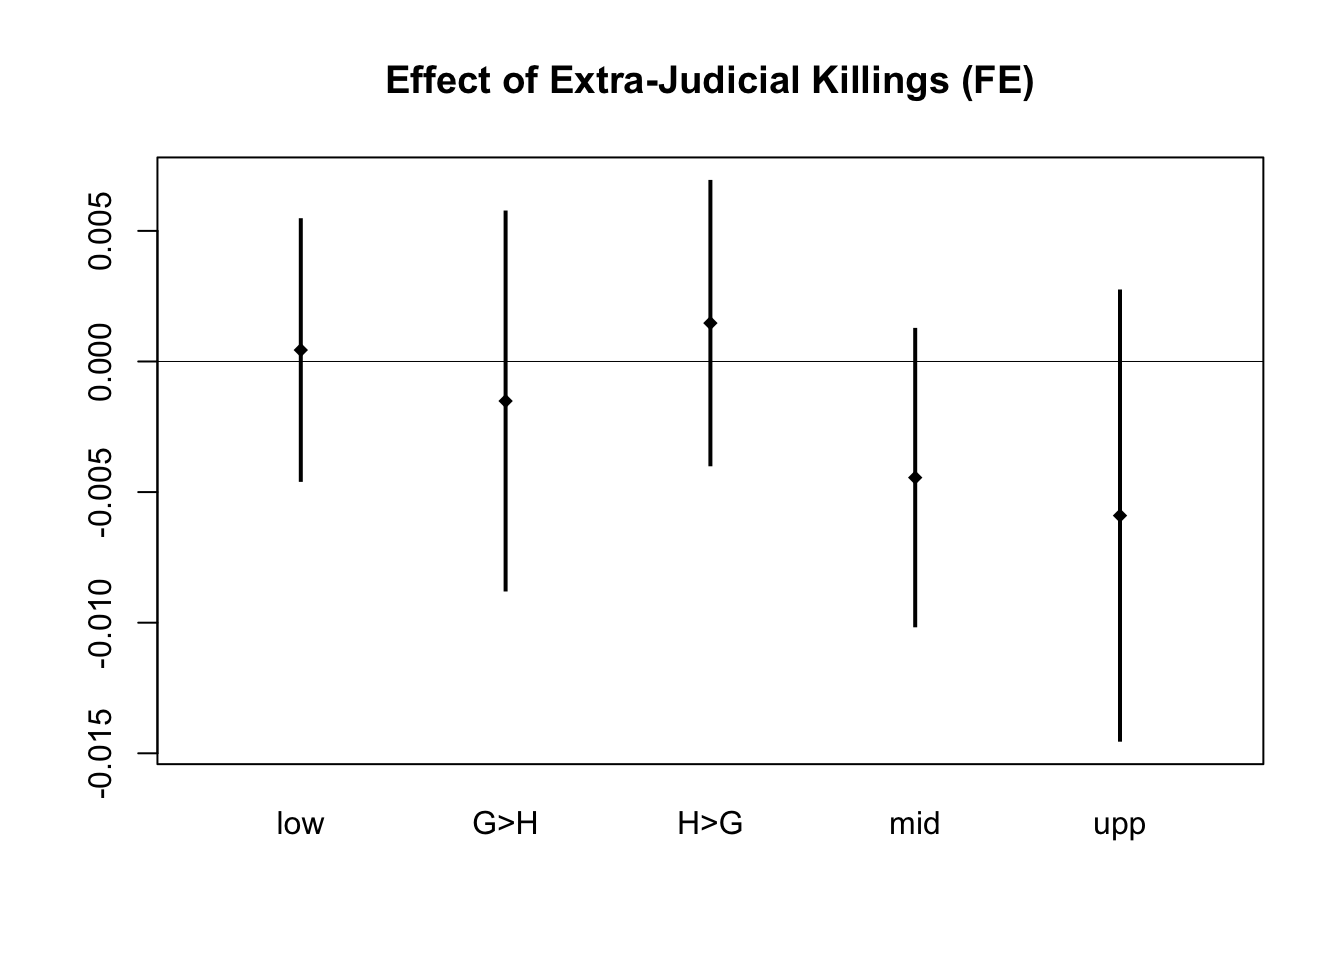 Effect of Extra-Judicial Killings (FE)
0.005
0.000
-0.005
-0.010
-0.015
low G>H H>G mid upp